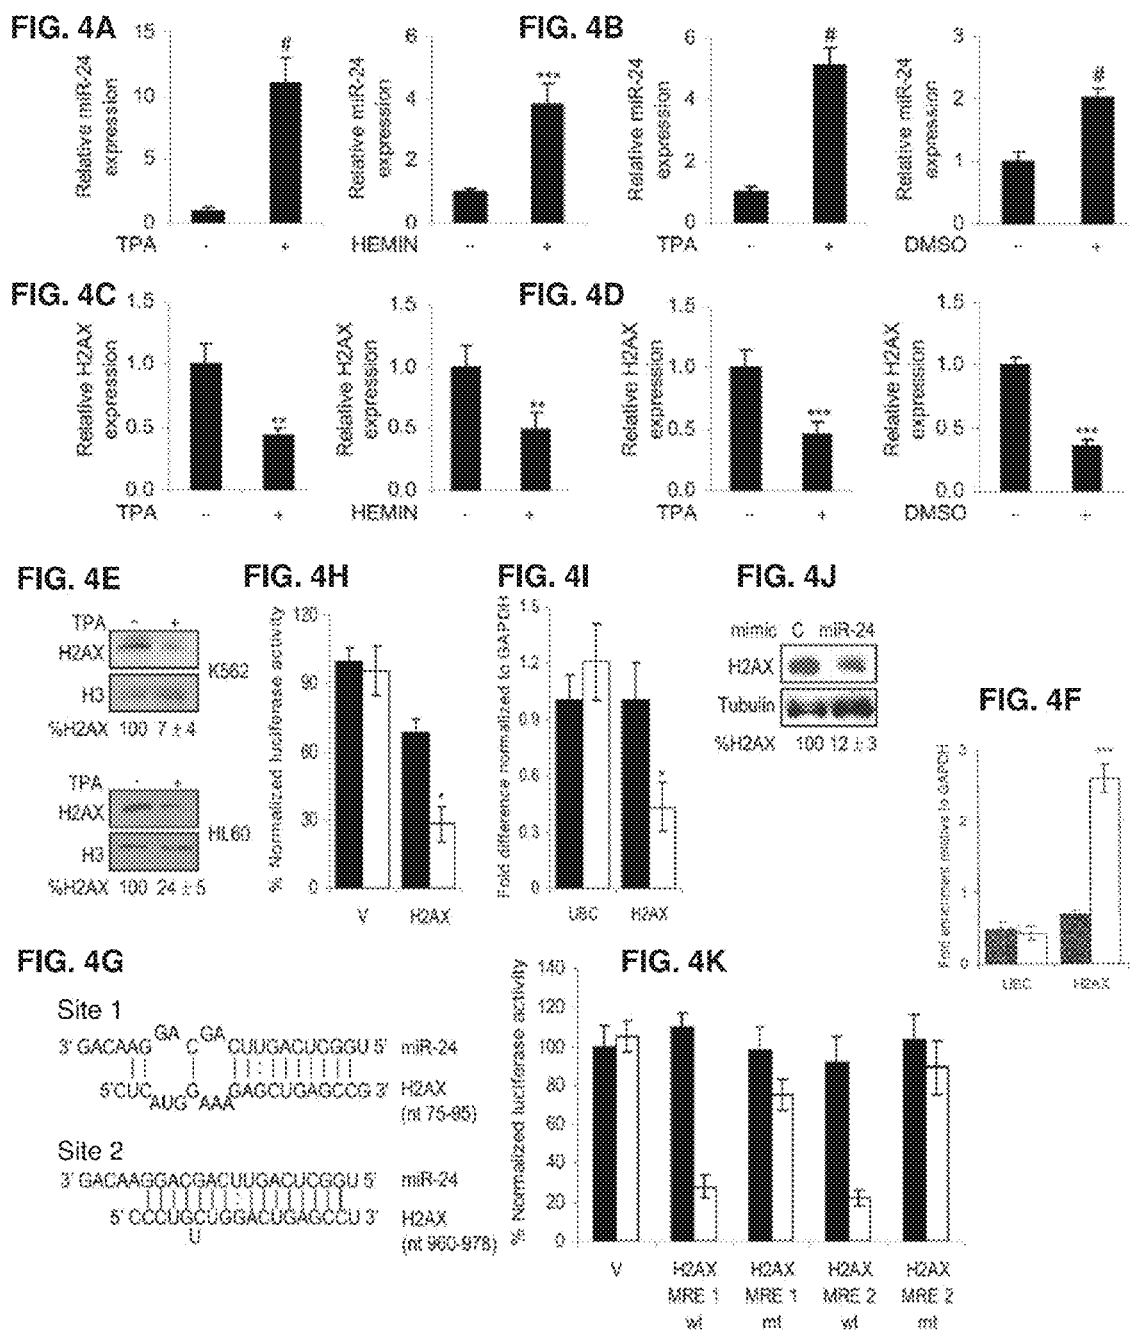 FIG. 4A
Relative miR-24 expression
15
10
5
0
#
TPA - +
Relative miR-24 expression
6
4
2
0
***
HEMIN - +
FIG. 4B
Relative miR-24 expression
6
4
2
0
#
TPA - +
Relative miR-24 expression
3
2
1
0
#
DMSO - +
FIG. 4C
Relative H2AX expression
1.5
1.0
0.5
0.0
**
TPA - +
Relative H2AX expression
1.5
1.0
0.5
0.0
**
HEMIN - +
FIG. 4D
Relative H2AX expression
1.5
1.0
0.5
0.0
***
TPA - +
Relative H2AX expression
1.5
1.0
0.5
0.0
***
DMSO - +
FIG. 4E
TPA - +
H2AX
H3
K562
%H2AX 100 7 ± 4
TPA - +
H2AX
H3
HL60
%H2AX 100 24 ± 5
FIG. 4H
% Normalized luciferase activity
120
90
60
30
0
*
V H2AX
FIG. 4I
Fold difference normalized to GAPDH
1.5
1.2
0.9
0.6
0.3
0
*
UBC H2AX
FIG. 4J
mimic C miR-24
H2AX
Tubulin
%H2AX 100 12 ± 3
FIG. 4F
Fold enrichment relative to GAPDH
3
2
1
0
***
UBC H2AX
FIG. 4G
Site 1
GA GA
3' GACAAG C CUUGACUCGGU 5' miR-24
5' CUC G GAGCUGAGCCG 3' H2AX
AUG AAA
(nt 75-95)
Site 2
3' GACAAGGACGACUUGACUCGGU 5' miR-24
5' CCCUGCUGGACUGAGCCU 3' H2AX
U
(nt 960-978)
FIG. 4K
% Normalized luciferase activity
140
120
100
80
60
40
20
0
V H2AX H2AX H2AX H2AX
MRE 1 MRE 1 MRE 2 MRE 2
wt mt wt mt